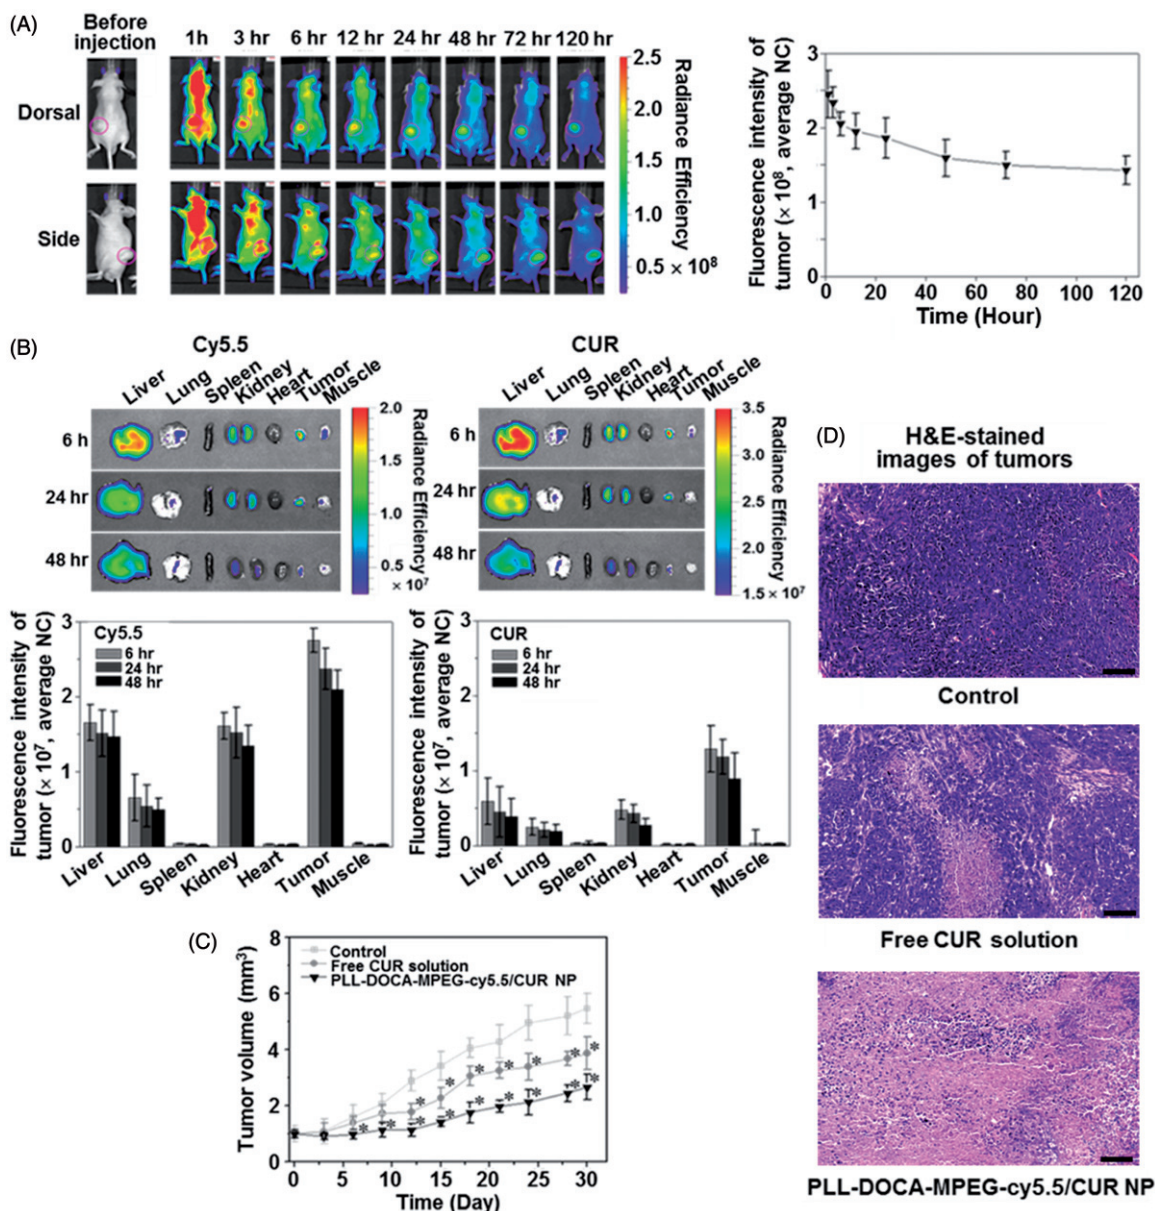 (A)
Before
injection
1h 3 hr 6 hr 12 hr 24 hr 48 hr 72 hr 120 hr
Dorsal
Side
2.5
2.0
1.5
1.0
0.5
× 10⁸
Radiance Efficiency
Fluorescence intensity of
tumor (× 10⁸, average NC)
3
2
1
0
0 20 40 60 80 100 120
Time (Hour)
(B)
Cy5.5
Liver Lung Spleen Kidney Heart Tumor Muscle
6 h
24 hr
48 hr
2.0
1.5
1.0
0.5
× 10⁷
Radiance Efficiency
CUR
Liver Lung Spleen Kidney Heart Tumor Muscle
6 h
24 hr
48 hr
3.5
3.0
2.5
2.0
1.5 × 10⁷
Radiance Efficiency
Fluorescence intensity of
tumor (× 10⁷, average NC)
3
2
1
0
Cy5.5
6 hr
24 hr
48 hr
Liver Lung Spleen Kidney Heart Tumor Muscle
Fluorescence intensity of
tumor (× 10⁷, average NC)
3
2
1
0
CUR
6 hr
24 hr
48 hr
Liver Lung Spleen Kidney Heart Tumor Muscle
(C)
Tumor volume (mm³)
8
6
4
2
0
Control
Free CUR solution
PLL-DOCA-MPEG-cy5.5/CUR NP
* * * * * * *
* * * * * * * * *
0 5 10 15 20 25 30
Time (Day)
(D)
H&E-stained
images of tumors
Control
Free CUR solution
PLL-DOCA-MPEG-cy5.5/CUR NP